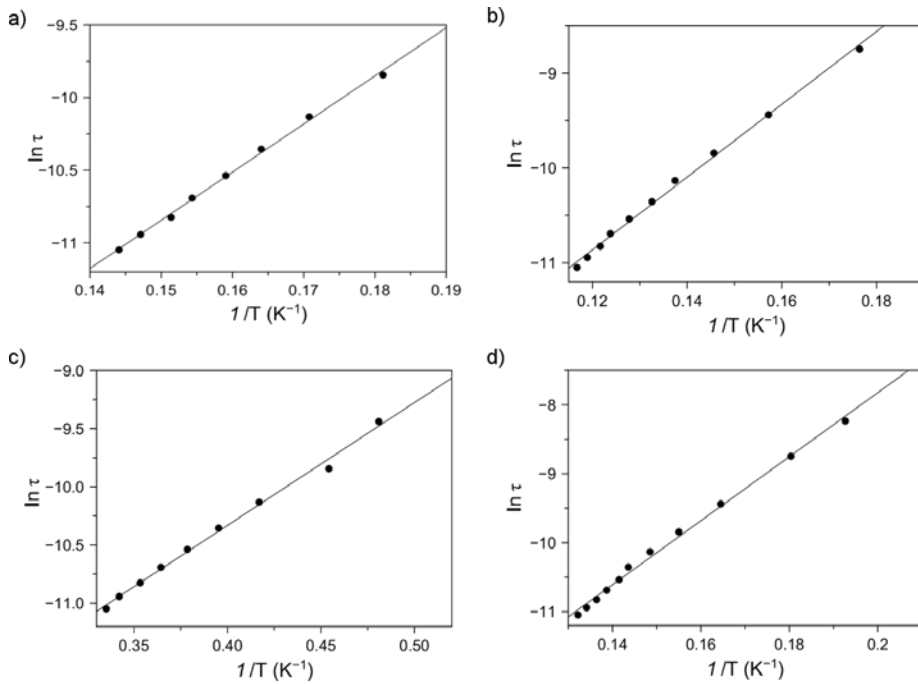 a)
−9.5
−10
−10.5
−11
ln τ
0.14 0.15 0.16 0.17 0.18 0.19
1/T (K⁻¹)
b)
−9
−10
−11
ln τ
0.12 0.14 0.16 0.18
1/T (K⁻¹)
c)
−9.0
−9.5
−10.0
−10.5
−11.0
ln τ
0.35 0.40 0.45 0.50
1/T (K⁻¹)
d)
−8
−9
−10
−11
ln τ
0.14 0.16 0.18 0.2
1/T (K⁻¹)